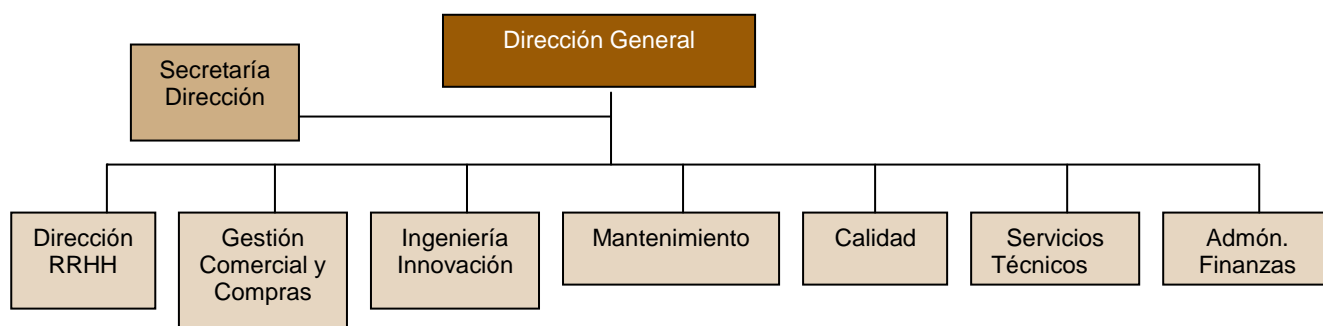 Dirección General
Secretaría
Dirección
Dirección
RRHH
Gestión
Comercial y
Compras
Ingeniería
Innovación
Mantenimiento
Calidad
Servicios
Técnicos
Admón.
Finanzas